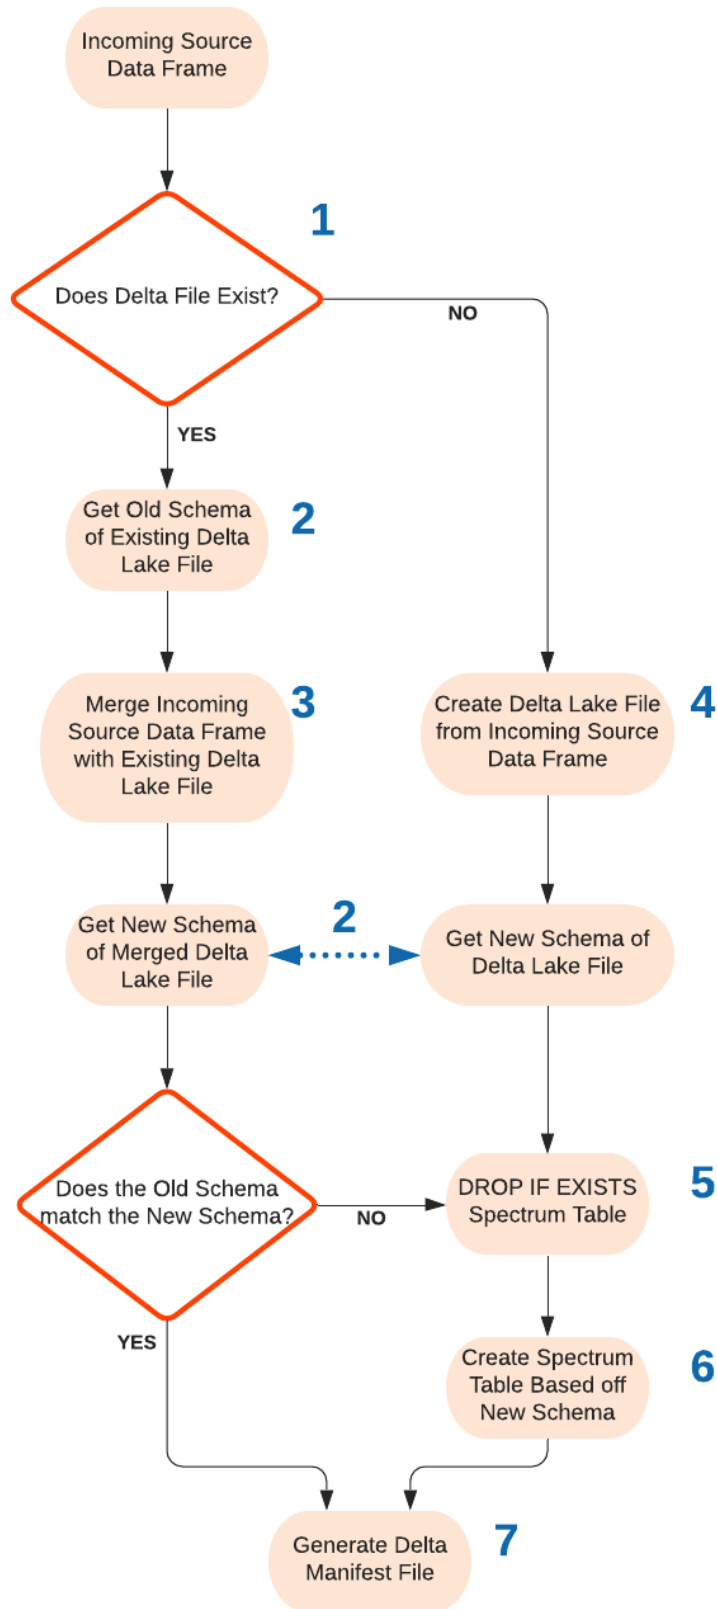 Incoming Source
Data Frame
1
Does Delta File Exist?
NO
YES
Get Old Schema
of Existing Delta
Lake File
2
Merge Incoming
Source Data Frame
with Existing Delta
Lake File
3
Create Delta Lake File
from Incoming Source
Data Frame
4
Get New Schema
of Merged Delta
Lake File
2
Get New Schema of
Delta Lake File
Does the Old Schema
match the New Schema?
NO
DROP IF EXISTS
Spectrum Table
5
YES
Create Spectrum
Table Based off
New Schema
6
Generate Delta
Manifest File
7